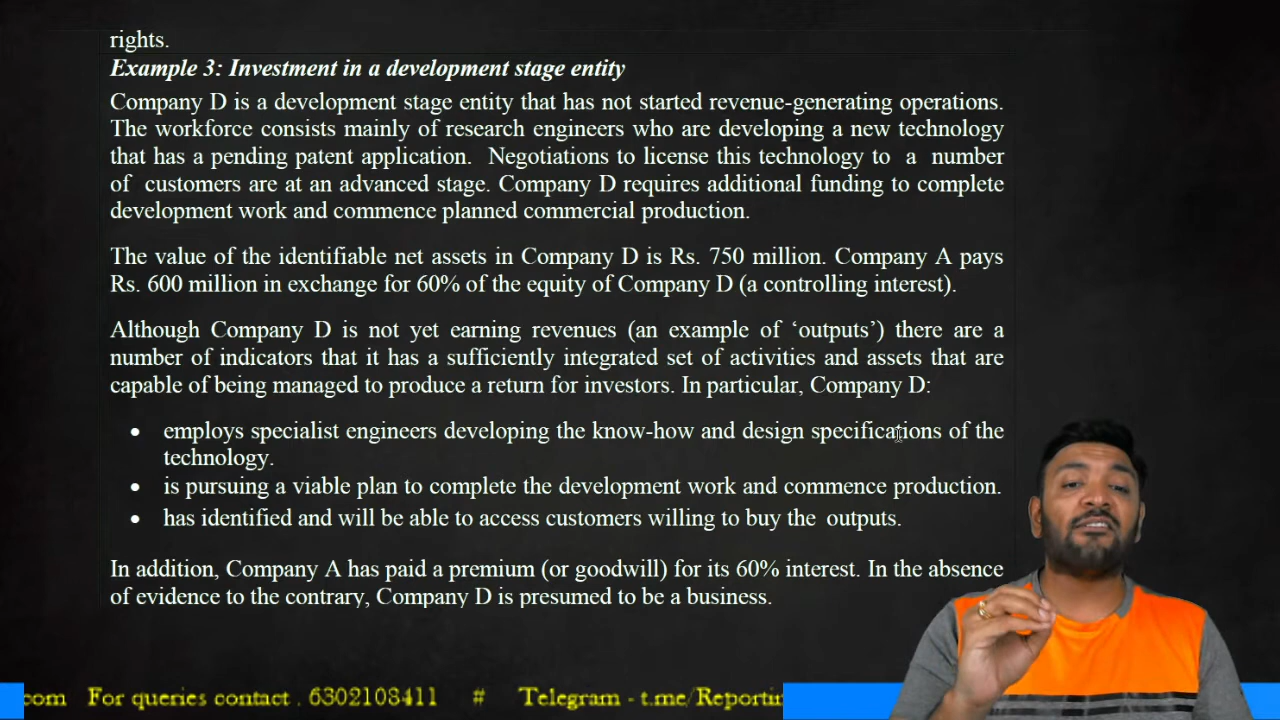 rights.
Example 3: Investment in a development stage entity
Company D is a development stage entity that has not started revenue-generating operations.
The workforce consists mainly of research engineers who are developing a new technology
that has a pending patent application. Negotiations to license this technology to a number
of customers are at an advanced stage. Company D requires additional funding to complete
development work and commence planned commercial production.
The value of the identifiable net assets in Company D is Rs. 750 million. Company A pays
Rs. 600 million in exchange for 60% of the equity of Company D (a controlling interest).
Although Company D is not yet earning revenues (an example of ‘outputs’) there are a
number of indicators that it has a sufficiently integrated set of activities and assets that are
capable of being managed to produce a return for investors. In particular, Company D:
• employs specialist engineers developing the know-how and design specifications of the
technology.
• is pursuing a viable plan to complete the development work and commence production.
• has identified and will be able to access customers willing to buy the outputs.
In addition, Company A has paid a premium (or goodwill) for its 60% interest. In the absence
of evidence to the contrary, Company D is presumed to be a business.
com For queries contact . 6302108411 # Telegram - t.me/Reportin